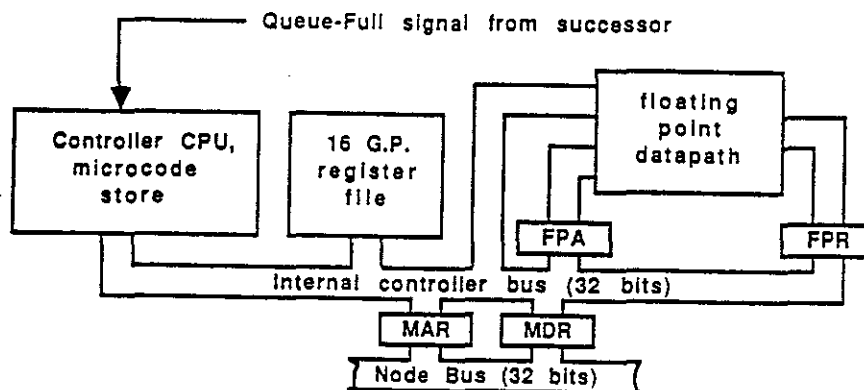 Queue-Full signal from successor
Controller CPU,
microcode
store
16 G.P.
register
file
floating
point
datapath
FPA
FPR
Internal controller bus (32 bits)
MAR
MDR
Node Bus (32 bits)